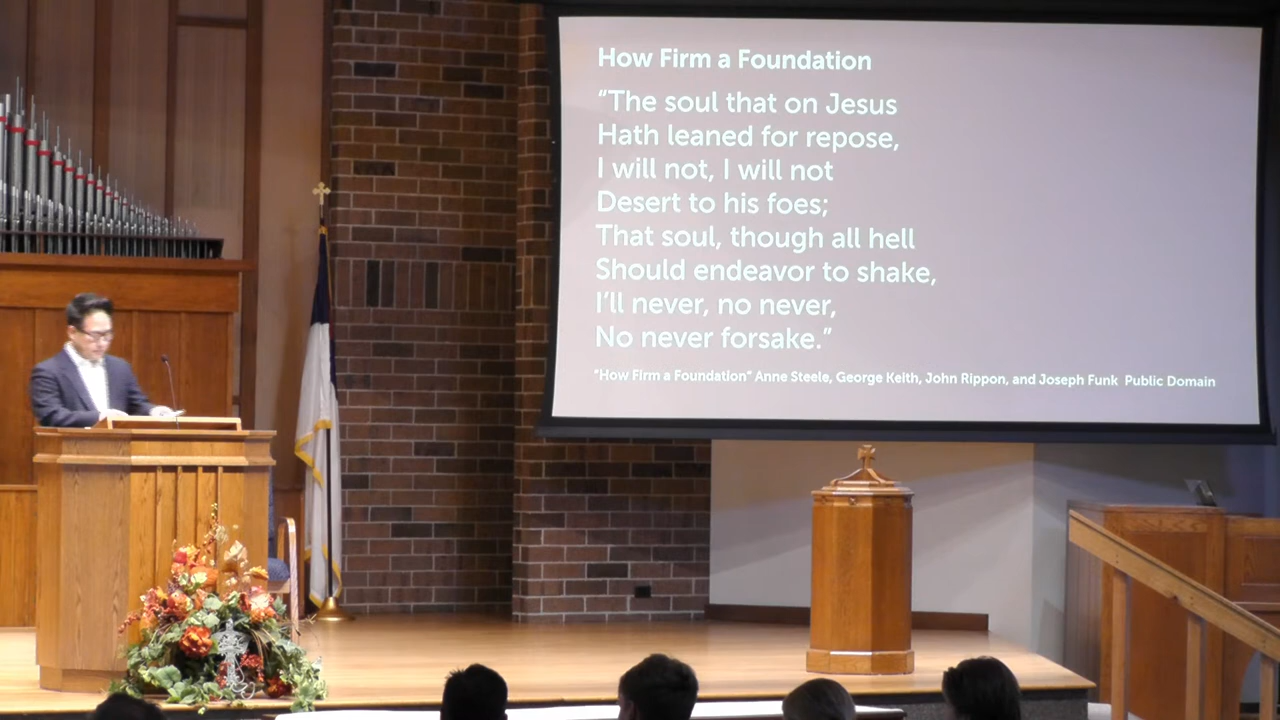 How Firm a Foundation
“The soul that on Jesus
Hath leaned for repose,
I will not, I will not
Desert to his foes;
That soul, though all hell
Should endeavor to shake,
I’ll never, no never,
No never forsake.”
“How Firm a Foundation” Anne Steele, George Keith, John Rippon, and Joseph Funk Public Domain